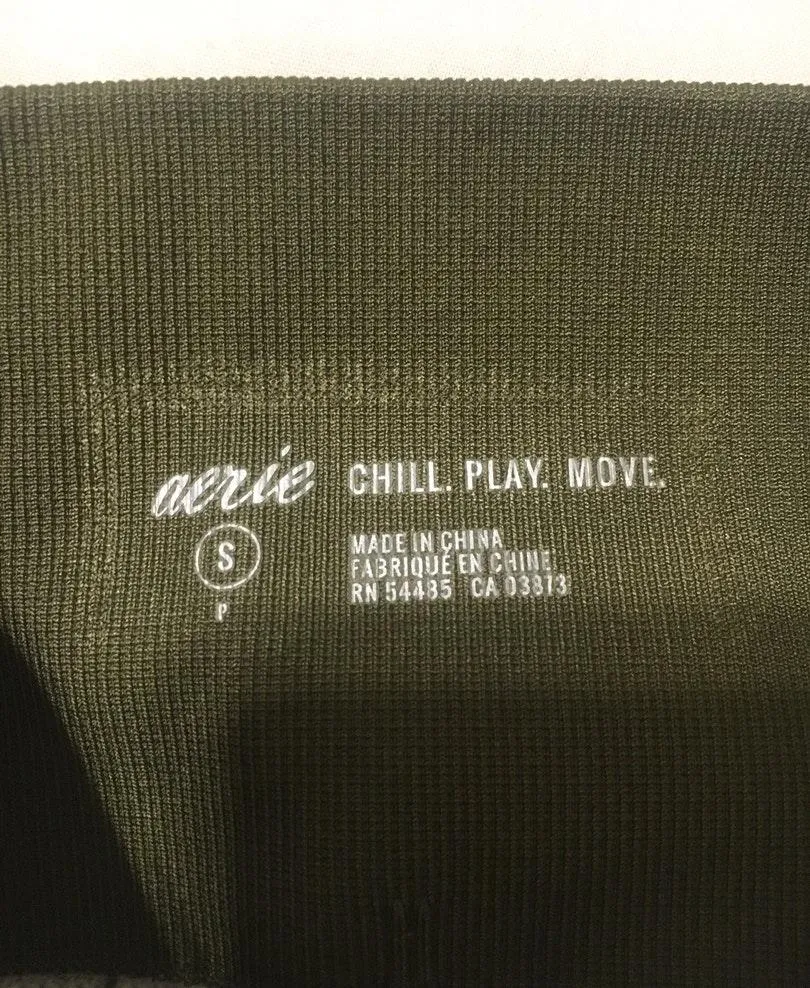 aerie CHILL. PLAY. MOVE.
S
P
MADE IN CHINA
FABRIQUÉ EN CHINE
RN 54485 CA 03813